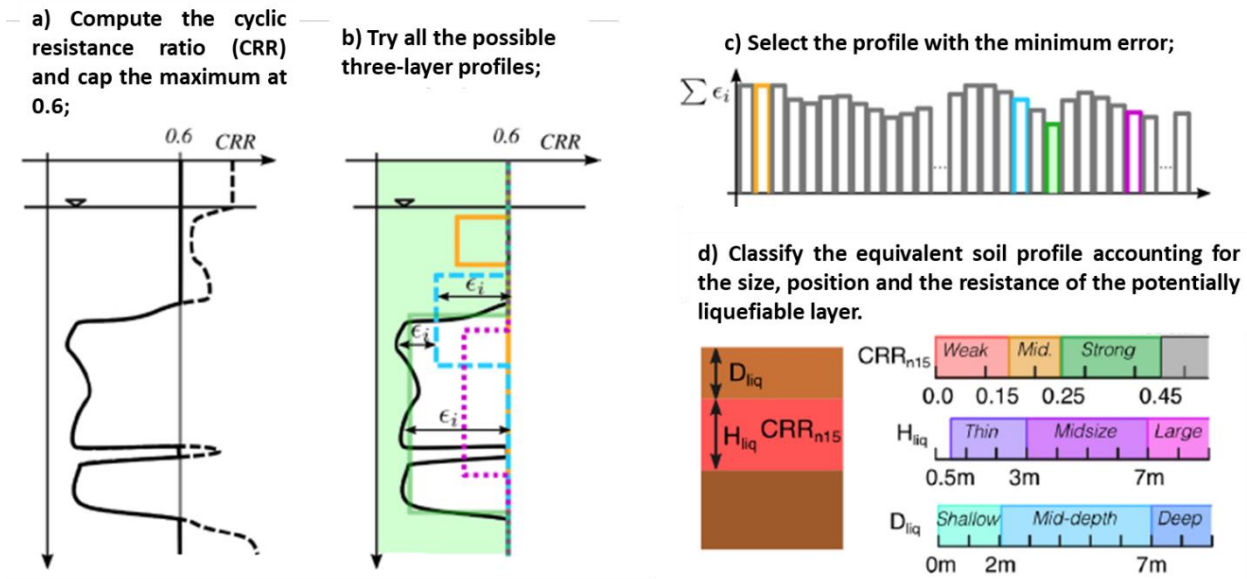 a) Compute the cyclic
resistance ratio (CRR)
and cap the maximum at
0.6;
b) Try all the possible
three-layer profiles;
c) Select the profile with the minimum error;
0.6 CRR
0.6 CRR
ϵi
ϵi
ϵi
∑ ϵi
... ...
d) Classify the equivalent soil profile accounting for
the size, position and the resistance of the potentially
liquefiable layer.
Dliq
Hliq CRRn15
CRRn15 Weak Mid. Strong
0.0 0.15 0.25 0.45
Hliq Thin Midsize Large
0.5m 3m 7m
Dliq Shallow Mid-depth Deep
0m 2m 7m